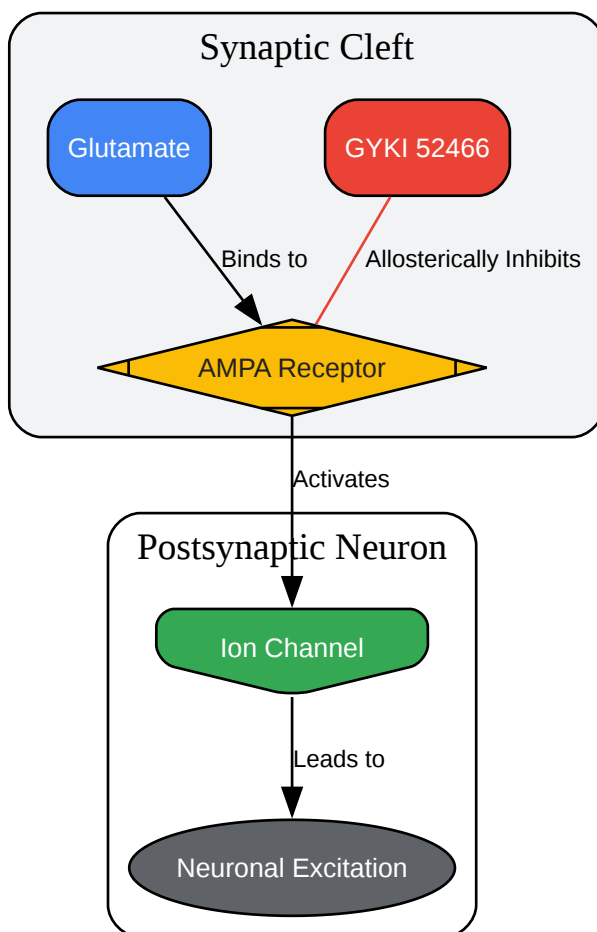 Synaptic Cleft
Glutamate
GYKI 52466
Binds to
Allosterically Inhibits
AMPA Receptor
Activates
Postsynaptic Neuron
Ion Channel
Leads to
Neuronal Excitation